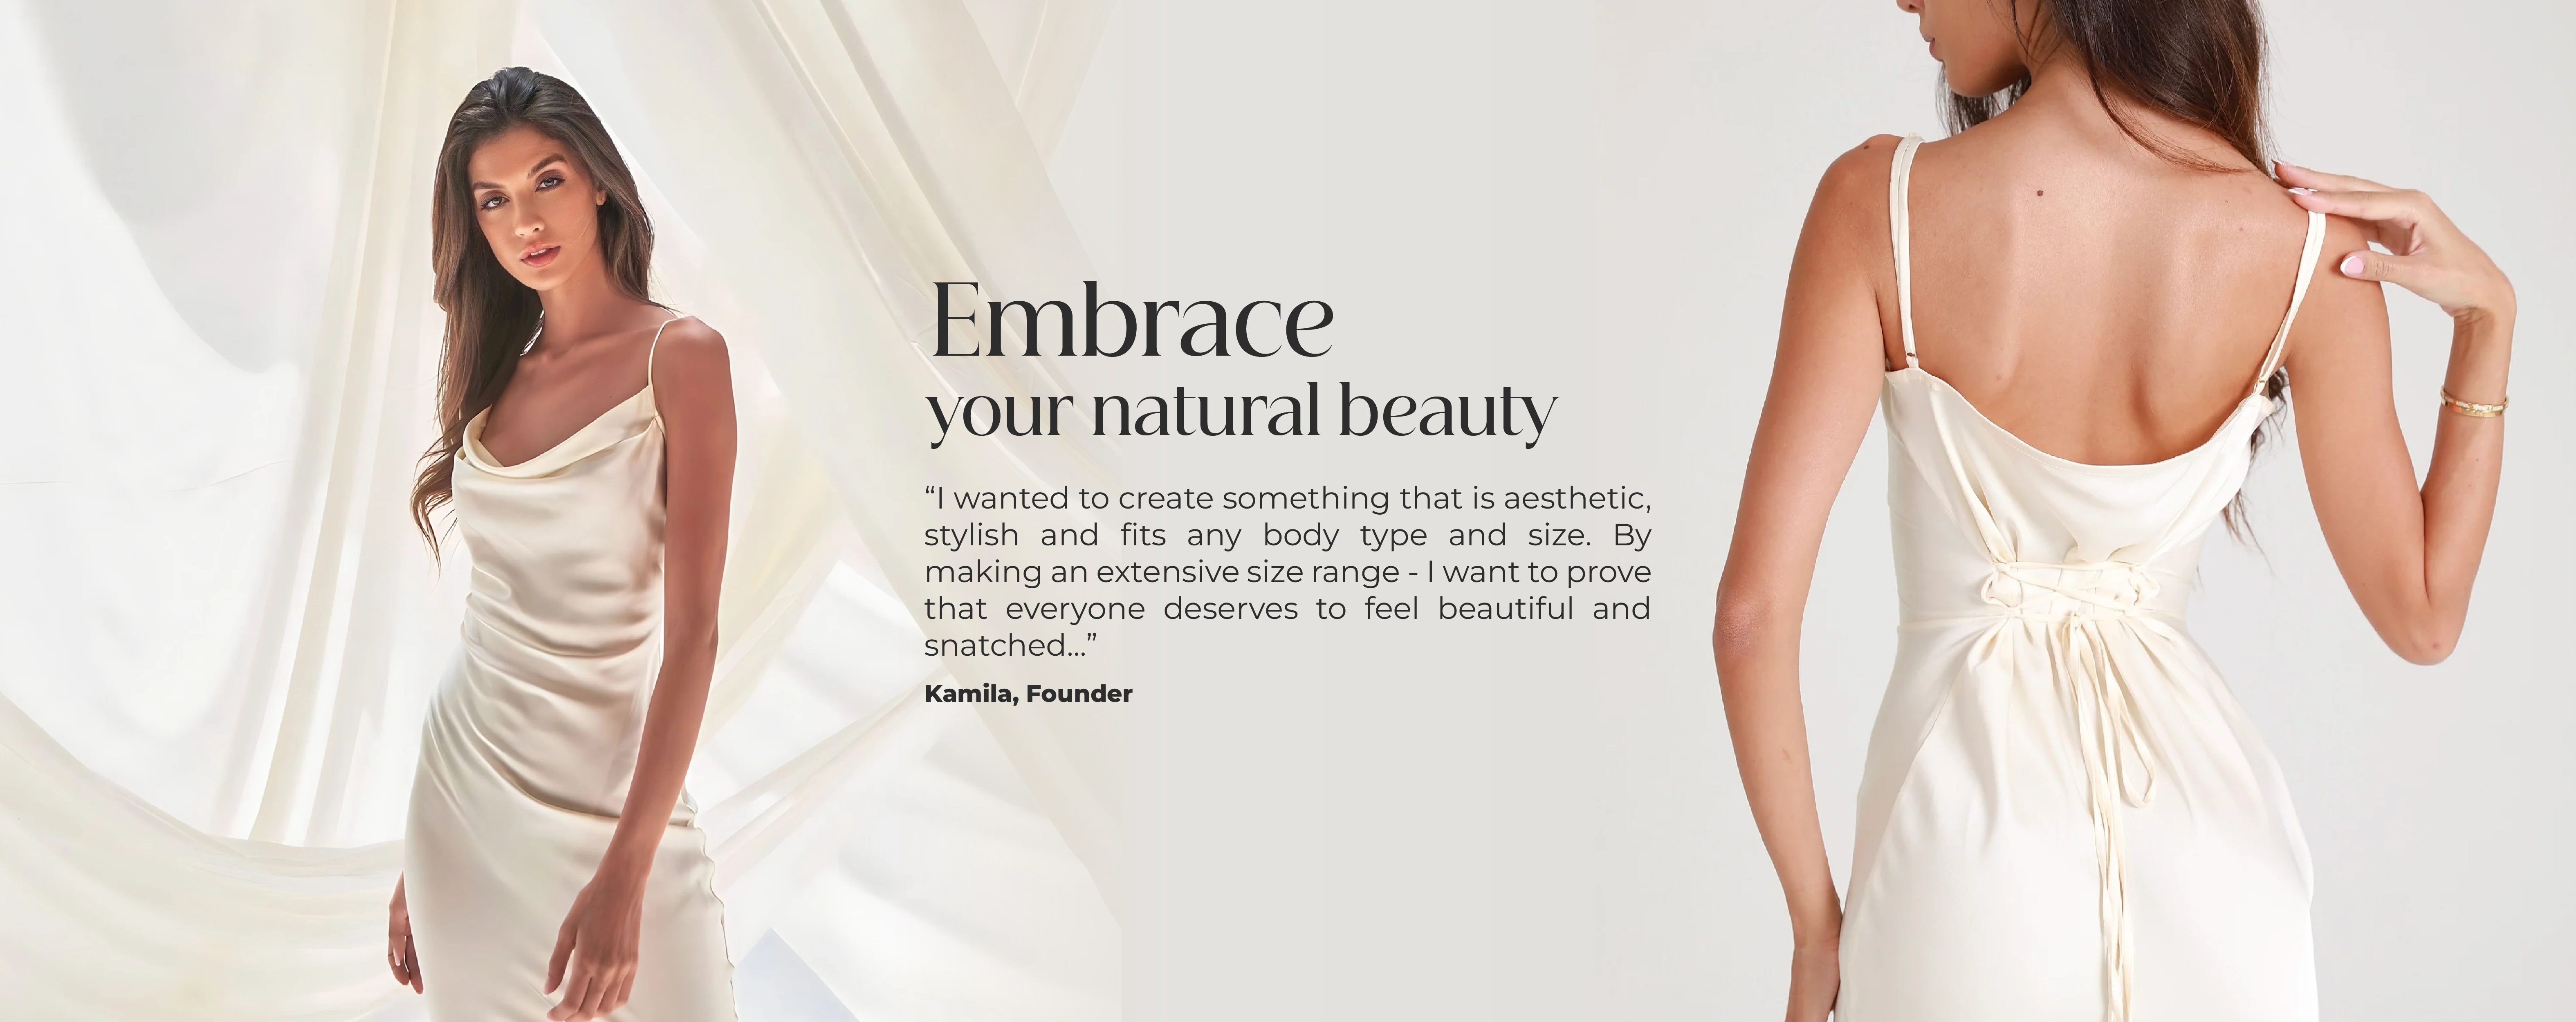 Embrace
your natural beauty
“I wanted to create something that is aesthetic,
stylish and fits any body type and size. By
making an extensive size range - I want to prove
that everyone deserves to feel beautiful and
snatched...”
Kamila, Founder